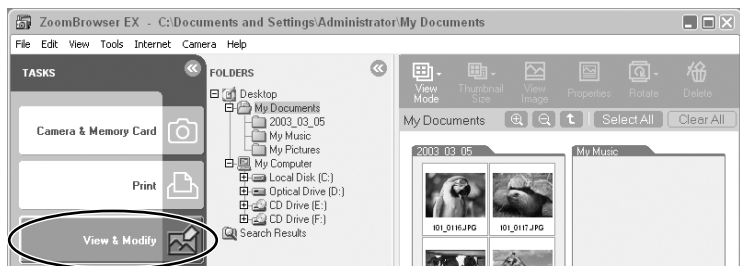 ZoomBrowser EX - C:\Documents and Settings\Administrator\My Documents
File Edit View Tools Internet Camera Help
TASKS
Camera & Memory Card
Print
View & Modify
FOLDERS
Desktop
My Documents
2003_03_05
My Music
My Pictures
My Computer
Local Disk (C:)
Optical Drive (D:)
CD Drive (E:)
CD Drive (F:)
Search Results
View Mode
Thumbnail Size
View Image
Properties
Rotate
Delete
My Documents
Select All
Clear All
2003_03_05
My Music
101_0116.JPG
101_0117.JPG